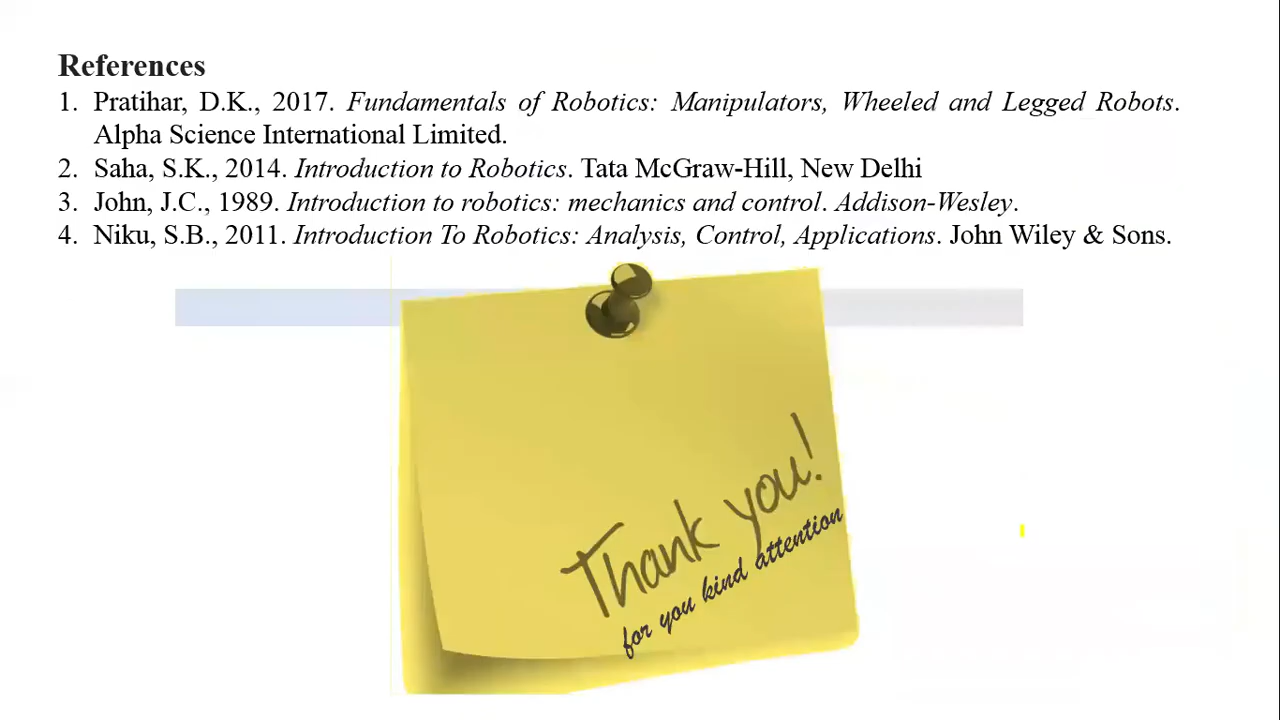 References
1. Pratihar, D.K., 2017. Fundamentals of Robotics: Manipulators, Wheeled and Legged Robots.
Alpha Science International Limited.
2. Saha, S.K., 2014. Introduction to Robotics. Tata McGraw-Hill, New Delhi
3. John, J.C., 1989. Introduction to robotics: mechanics and control. Addison-Wesley.
4. Niku, S.B., 2011. Introduction To Robotics: Analysis, Control, Applications. John Wiley & Sons.
Thank you!
for you kind attention